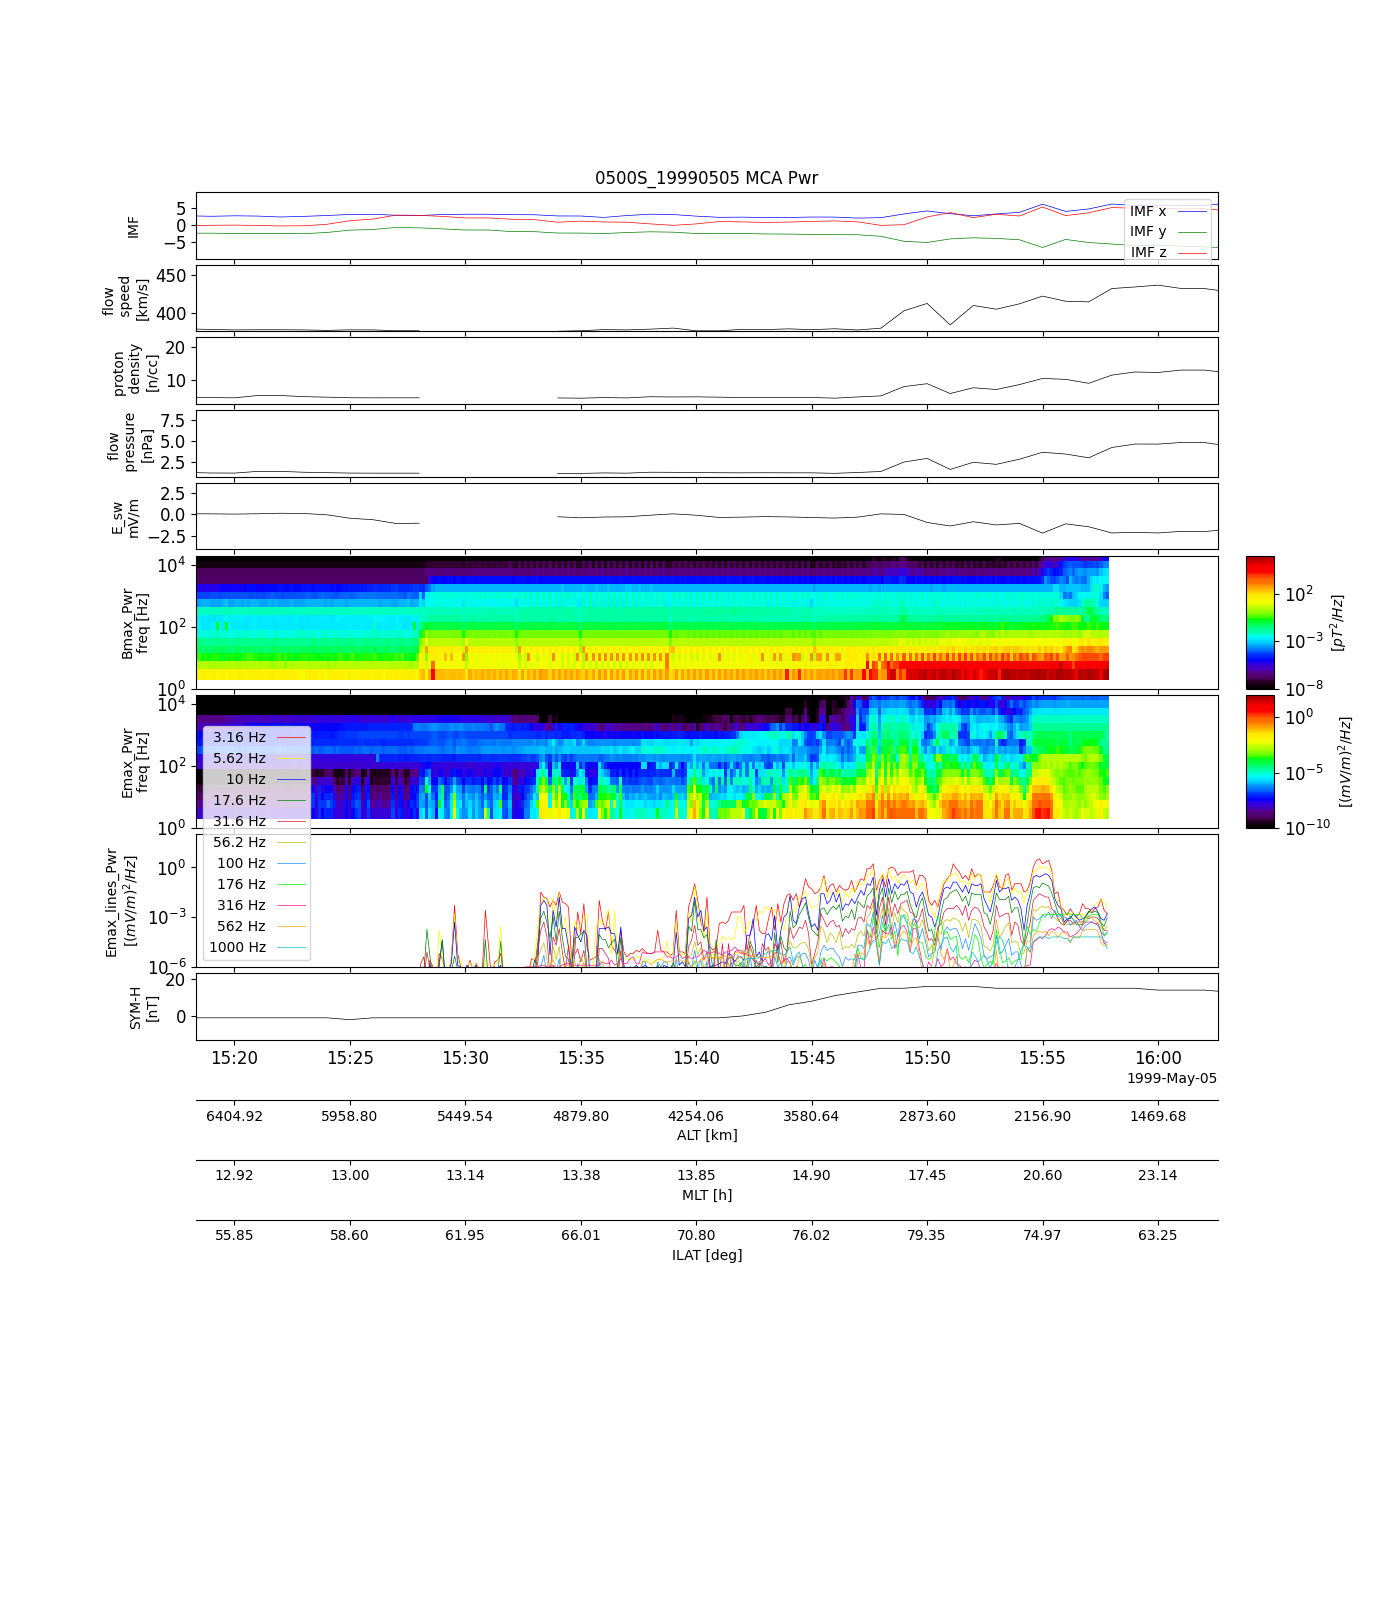 0500S_19990505 MCA Pwr
IMF
5
0
−5
IMF x
IMF y
IMF z
flow
speed
[km/s]
450
400
proton
density
[n/cc]
20
10
flow
pressure
[nPa]
7.5
5.0
2.5
E_sw
mV/m
2.5
0.0
−2.5
Bmax_Pwr
freq [Hz]
10^4
10^2
10^0
10^2
10^−3
10^−8
[pT^2/Hz]
Emax_Pwr
freq [Hz]
10^4
10^2
10^0
10^0
10^−5
10^−10
[(mV/m)^2/Hz]
3.16 Hz
5.62 Hz
10 Hz
17.6 Hz
31.6 Hz
56.2 Hz
100 Hz
176 Hz
316 Hz
562 Hz
1000 Hz
Emax_lines_Pwr
[(mV/m)^2/Hz]
10^0
10^−3
10^−6
SYM-H
[nT]
20
0
15:20 15:25 15:30 15:35 15:40 15:45 15:50 15:55 16:00
1999-May-05
6404.92 5958.80 5449.54 4879.80 4254.06 3580.64 2873.60 2156.90 1469.68
ALT [km]
12.92 13.00 13.14 13.38 13.85 14.90 17.45 20.60 23.14
MLT [h]
55.85 58.60 61.95 66.01 70.80 76.02 79.35 74.97 63.25
ILAT [deg]